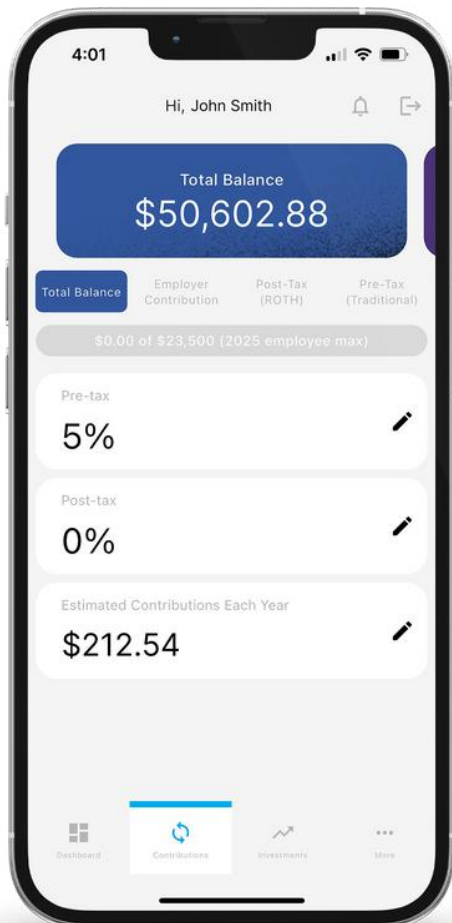 4:01
Hi, John Smith
Total Balance
$50,602.88
Total Balance
Employer
Contribution
Post-Tax
(ROTH)
Pre-Tax
(Traditional)
$0.00 of $23,500 (2025 employee max)
Pre-tax
5%
Post-tax
0%
Estimated Contributions Each Year
$212.54
Dashboard
Contributions
Investments
More